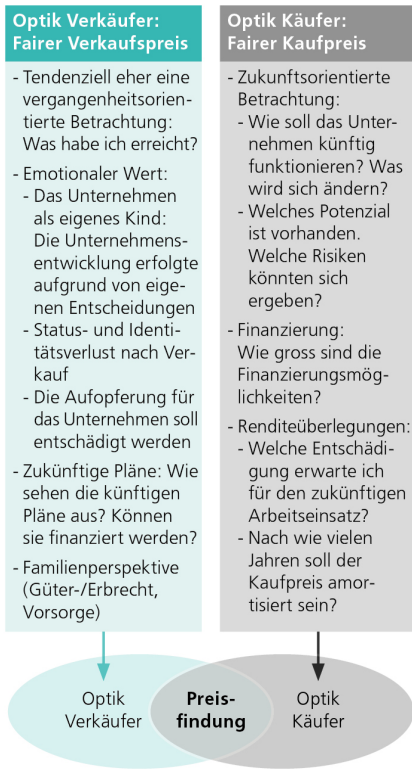 Optik Verkäufer:
Fairer Verkaufspreis
- Tendenziell eher eine
vergangenheitsorien-
tierte Betrachtung:
Was habe ich erreicht?
- Emotionaler Wert:
- Das Unternehmen
als eigenes Kind:
Die Unternehmens-
entwicklung erfolgte
aufgrund von eige-
nen Entscheidungen
- Status- und Identi-
tätsverlust nach Ver-
kauf
- Die Aufopferung für
das Unternehmen soll
entschädigt werden
- Zukünftige Pläne: Wie
sehen die künftigen
Pläne aus? Können
sie finanziert werden?
- Familienperspektive
(Güter-/Erbrecht,
Vorsorge)
Optik Käufer:
Fairer Kaufpreis
- Zukunftsorientierte
Betrachtung:
- Wie soll das Unter-
nehmen künftig
funktionieren? Was
wird sich ändern?
- Welches Potenzial
ist vorhanden.
Welche Risiken
könnten sich
ergeben?
- Finanzierung:
Wie gross sind die
Finanzierungsmög-
lichkeiten?
- Renditeüberlegungen:
- Welche Entschädi-
gung erwarte ich
für den zukünftigen
Arbeitseinsatz?
- Nach wie vielen
Jahren soll der
Kaufpreis amor-
tisiert sein?
Optik
Verkäufer
Preis-
findung
Optik
Käufer